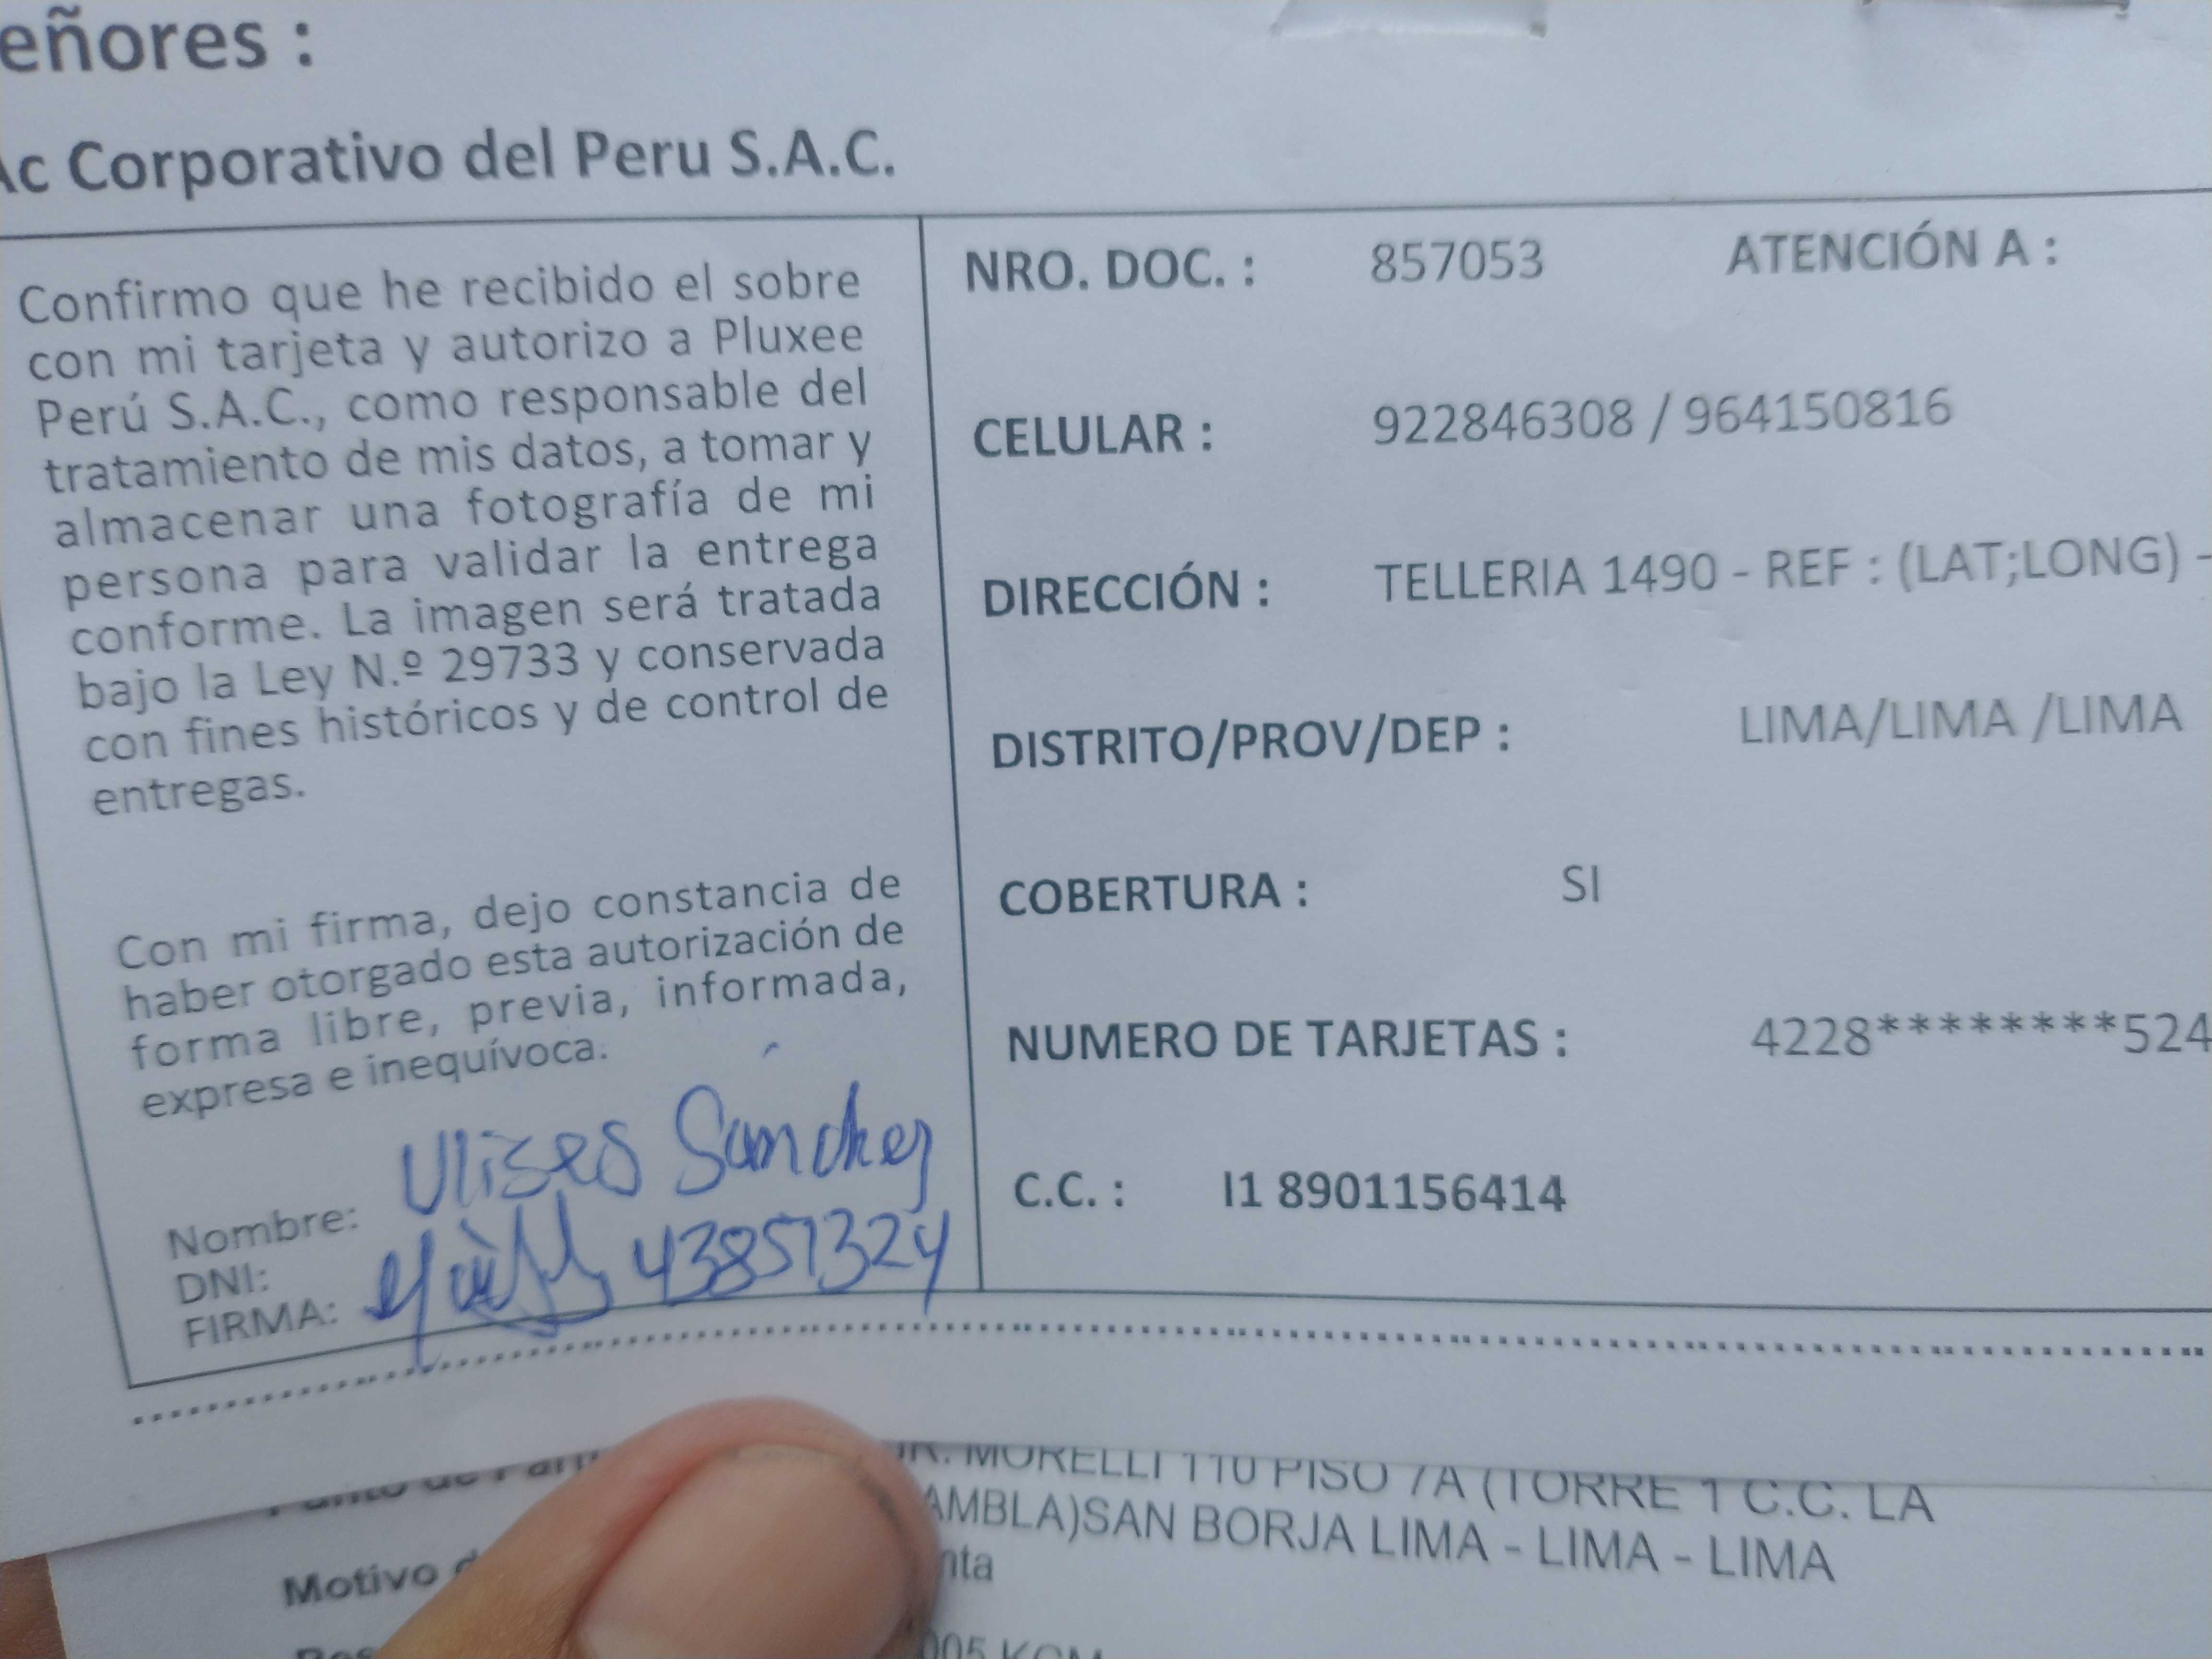 eñores :
Ac Corporativo del Peru S.A.C.
Confirmo que he recibido el sobre
con mi tarjeta y autorizo a Pluxee
Perú S.A.C., como responsable del
tratamiento de mis datos, a tomar y
almacenar una fotografía de mi
persona para validar la entrega
conforme. La imagen será tratada
bajo la Ley N.º 29733 y conservada
con fines históricos y de control de
entregas.
Con mi firma, dejo constancia de
haber otorgado esta autorización de
forma libre, previa, informada,
expresa e inequívoca.
Nombre: Ulises Sanchez
DNI: 43857324
FIRMA:
NRO. DOC. : 857053 ATENCIÓN A :
CELULAR : 922846308 / 964150816
DIRECCIÓN : TELLERIA 1490 - REF : (LAT;LONG) -
DISTRITO/PROV/DEP : LIMA/LIMA /LIMA
COBERTURA : SI
NUMERO DE TARJETAS : 4228********524
C.C. : I1 8901156414
MORELLI 110 PISO 7A (TORRE 1 C.C. LA
AMBLA)SAN BORJA LIMA - LIMA - LIMA
Motivo
nta